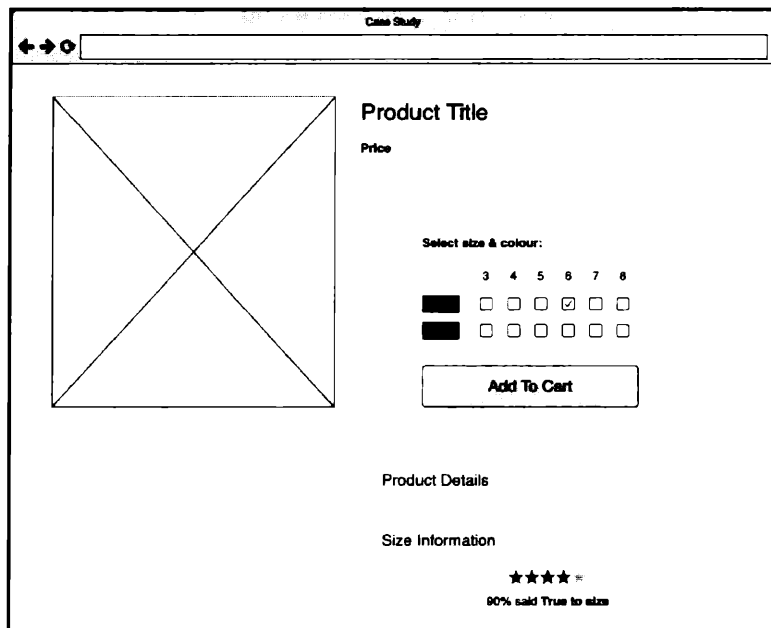 Case Study
Product Title
Price
Select size & colour:
3 4 5 6 7 8
Add To Cart
Product Details
Size Information
90% said True to size